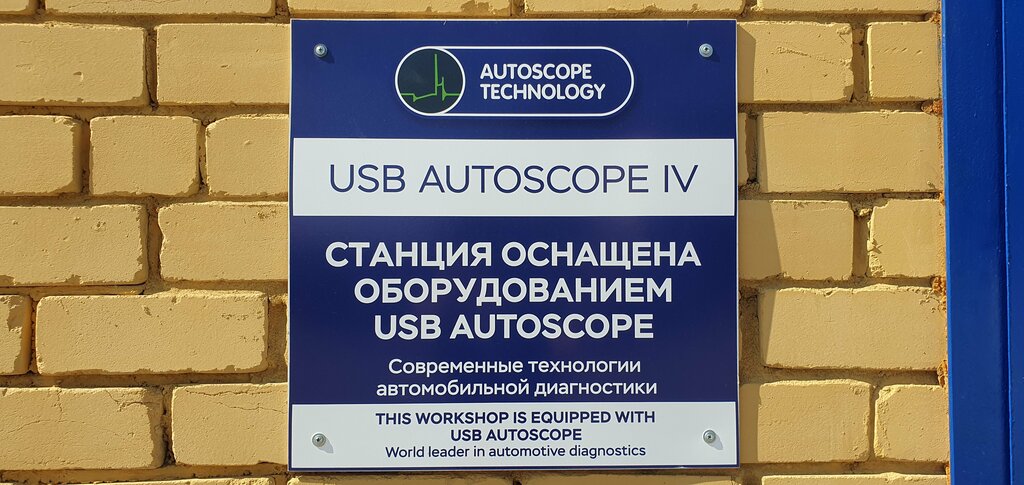 AUTOSCOPE
TECHNOLOGY
USB AUTOSCOPE IV
СТАНЦИЯ ОСНАЩЕНА
ОБОРУДОВАНИЕМ
USB AUTOSCOPE
Современные технологии
автомобильной диагностики
THIS WORKSHOP IS EQUIPPED WITH
USB AUTOSCOPE
World leader in automotive diagnostics